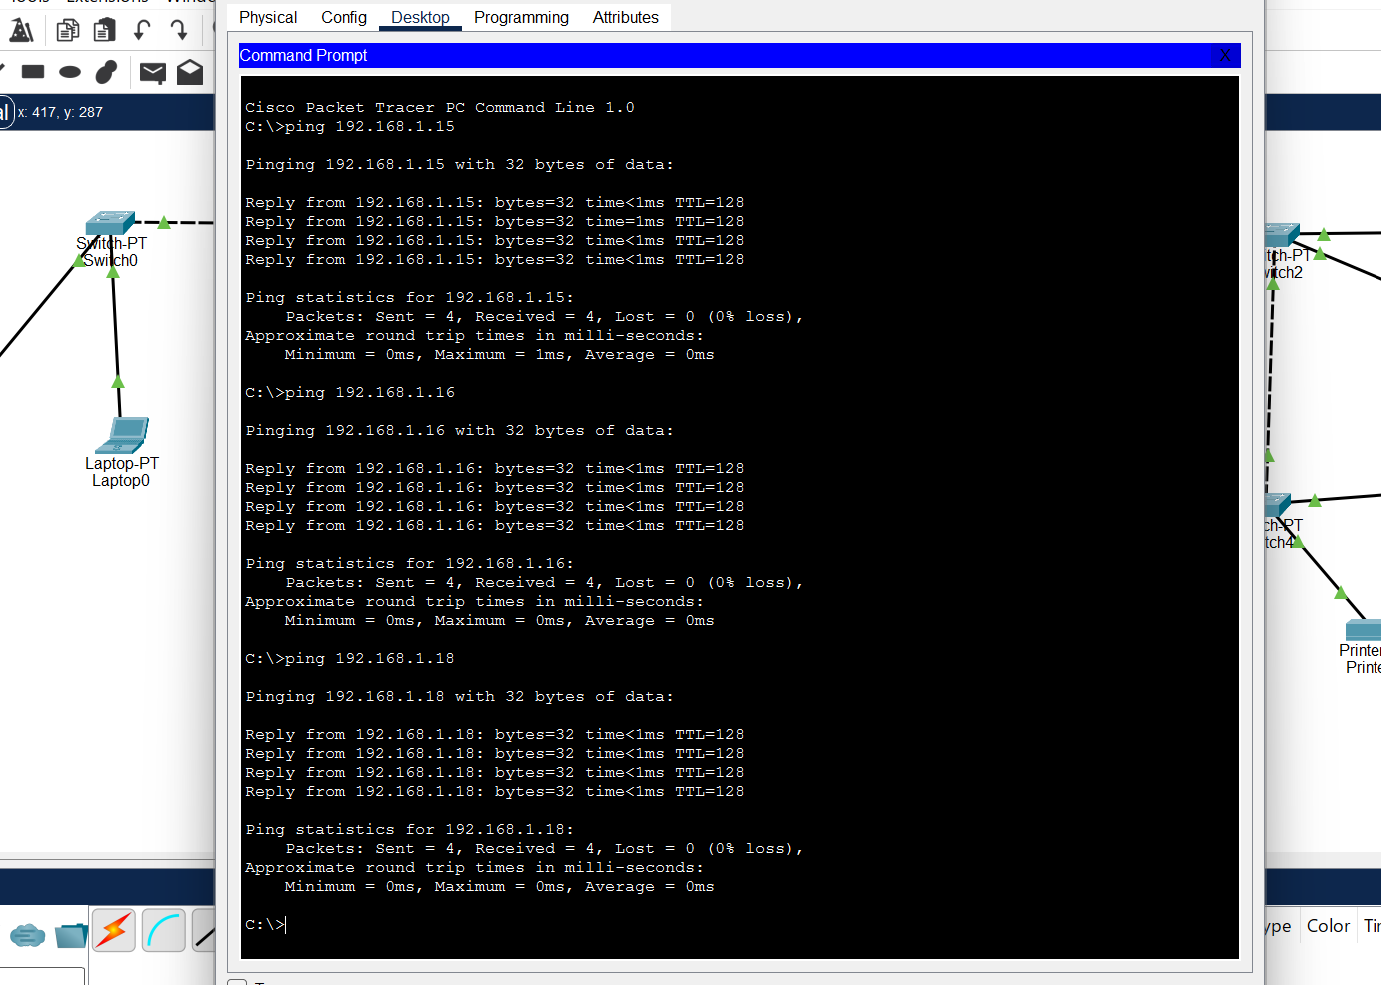 Physical Config Desktop Programming Attributes
Command Prompt
X
x: 417, y: 287
Cisco Packet Tracer PC Command Line 1.0
C:\>ping 192.168.1.15
Pinging 192.168.1.15 with 32 bytes of data:
Reply from 192.168.1.15: bytes=32 time<1ms TTL=128
Reply from 192.168.1.15: bytes=32 time=1ms TTL=128
Reply from 192.168.1.15: bytes=32 time<1ms TTL=128
Reply from 192.168.1.15: bytes=32 time<1ms TTL=128
Ping statistics for 192.168.1.15:
Packets: Sent = 4, Received = 4, Lost = 0 (0% loss),
Approximate round trip times in milli-seconds:
Minimum = 0ms, Maximum = 1ms, Average = 0ms
C:\>ping 192.168.1.16
Pinging 192.168.1.16 with 32 bytes of data:
Reply from 192.168.1.16: bytes=32 time<1ms TTL=128
Reply from 192.168.1.16: bytes=32 time<1ms TTL=128
Reply from 192.168.1.16: bytes=32 time<1ms TTL=128
Reply from 192.168.1.16: bytes=32 time<1ms TTL=128
Ping statistics for 192.168.1.16:
Packets: Sent = 4, Received = 4, Lost = 0 (0% loss),
Approximate round trip times in milli-seconds:
Minimum = 0ms, Maximum = 0ms, Average = 0ms
C:\>ping 192.168.1.18
Pinging 192.168.1.18 with 32 bytes of data:
Reply from 192.168.1.18: bytes=32 time<1ms TTL=128
Reply from 192.168.1.18: bytes=32 time<1ms TTL=128
Reply from 192.168.1.18: bytes=32 time<1ms TTL=128
Reply from 192.168.1.18: bytes=32 time<1ms TTL=128
Ping statistics for 192.168.1.18:
Packets: Sent = 4, Received = 4, Lost = 0 (0% loss),
Approximate round trip times in milli-seconds:
Minimum = 0ms, Maximum = 0ms, Average = 0ms
C:\>
Switch-PT
Switch0
Laptop-PT
Laptop0
tch-PT
witch2
ch-PT
tch4
Printe
Printe
ype Color Tir